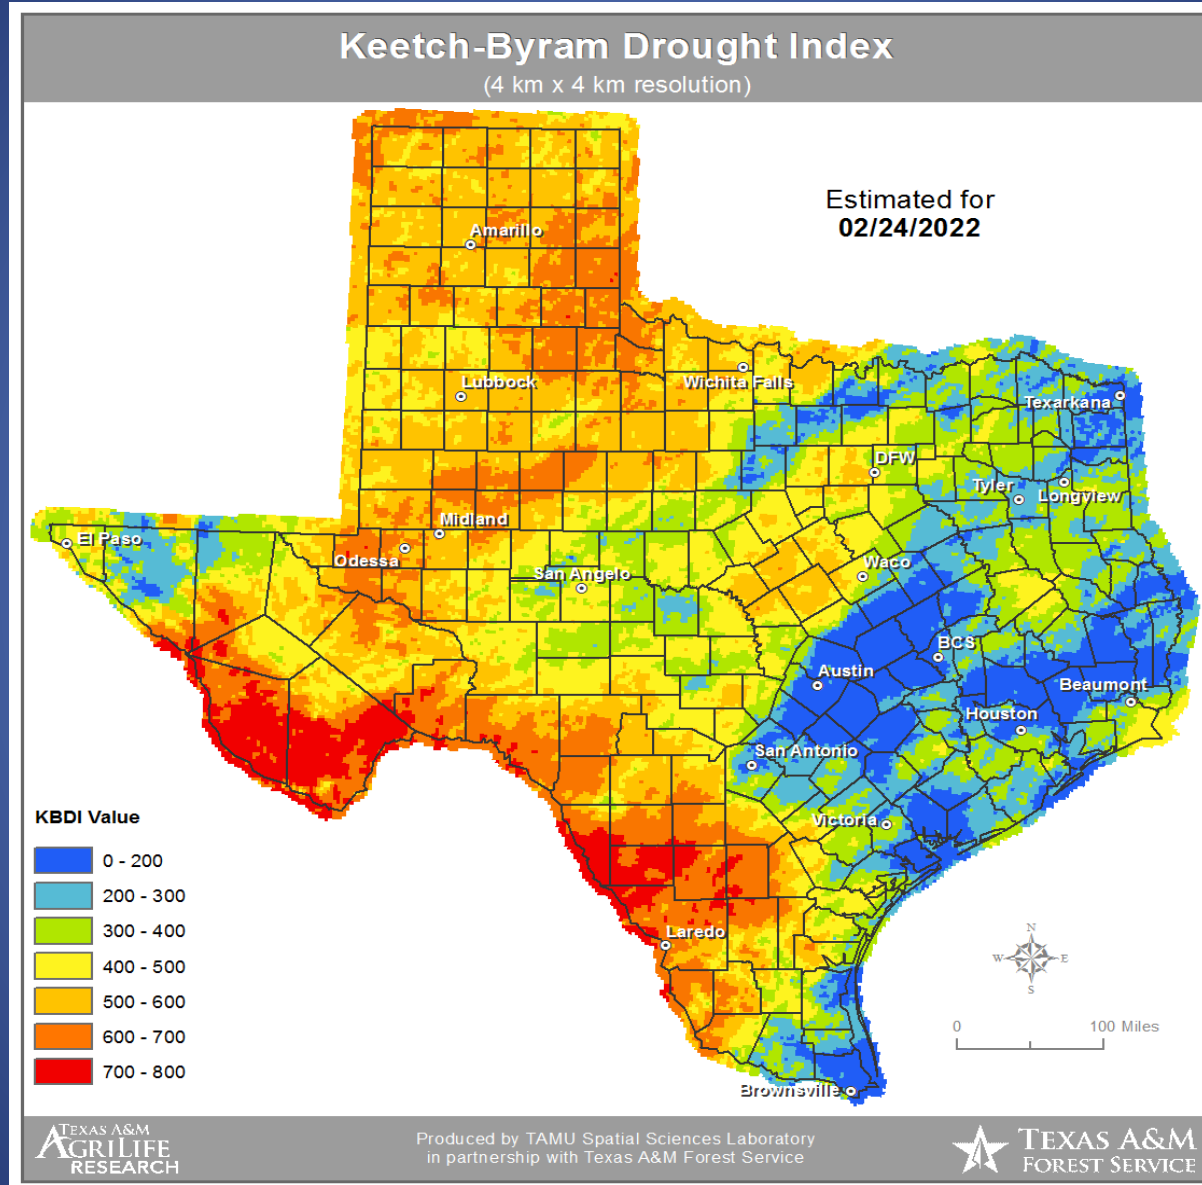 Keetch-Byram Drought Index
(4 km x 4 km resolution)
Estimated for
02/24/2022
Amarillo
Lubbock
Wichita Falls
Texarkana
DFW
Tyler
Longview
Midland
El Paso
Odessa
San Angelo
Waco
BCS
Austin
Beaumont
Houston
San Antonio
Victoria
Laredo
Brownsville
KBDI Value
0 - 200
200 - 300
300 - 400
400 - 500
500 - 600
600 - 700
700 - 800
N
W
E
S
0
100 Miles
TEXAS A&M
AGRILIFE
RESEARCH
Produced by TAMU Spatial Sciences Laboratory
in partnership with Texas A&M Forest Service
TEXAS A&M
FOREST SERVICE